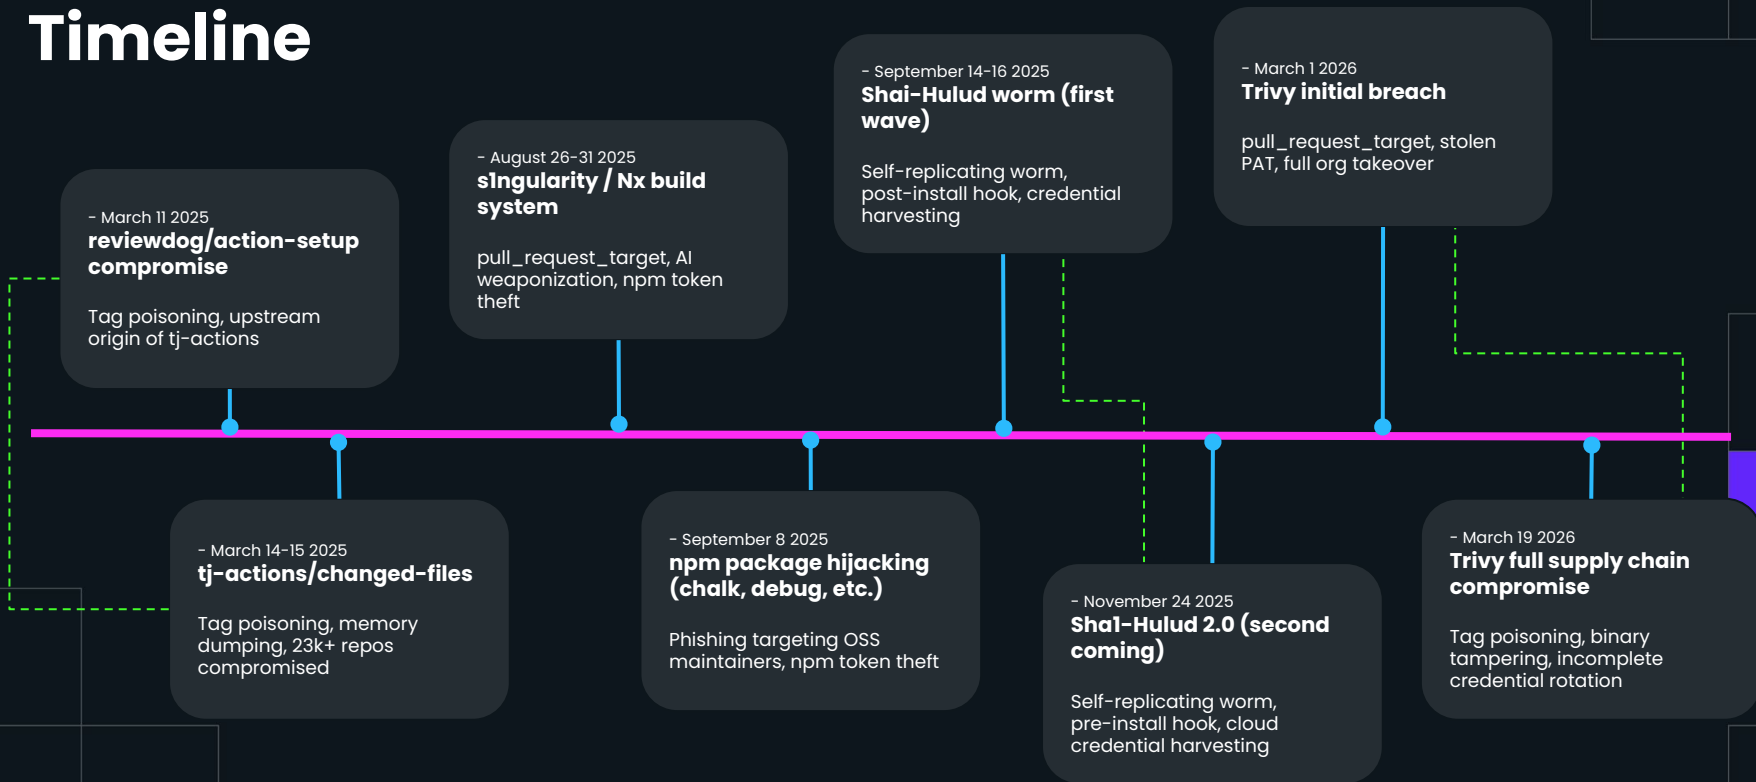 Timeline
- March 11 2025
reviewdog/action-setup
compromise
Tag poisoning, upstream
origin of tj-actions
- March 14-15 2025
tj-actions/changed-files
Tag poisoning, memory
dumping, 23k+ repos
compromised
- August 26-31 2025
s1ngularity / Nx build
system
pull_request_target, AI
weaponization, npm token
theft
- September 8 2025
npm package hijacking
(chalk, debug, etc.)
Phishing targeting OSS
maintainers, npm token theft
- September 14-16 2025
Shai-Hulud worm (first
wave)
Self-replicating worm,
post-install hook, credential
harvesting
- November 24 2025
Sha1-Hulud 2.0 (second
coming)
Self-replicating worm,
pre-install hook, cloud
credential harvesting
- March 1 2026
Trivy initial breach
pull_request_target, stolen
PAT, full org takeover
- March 19 2026
Trivy full supply chain
compromise
Tag poisoning, binary
tampering, incomplete
credential rotation